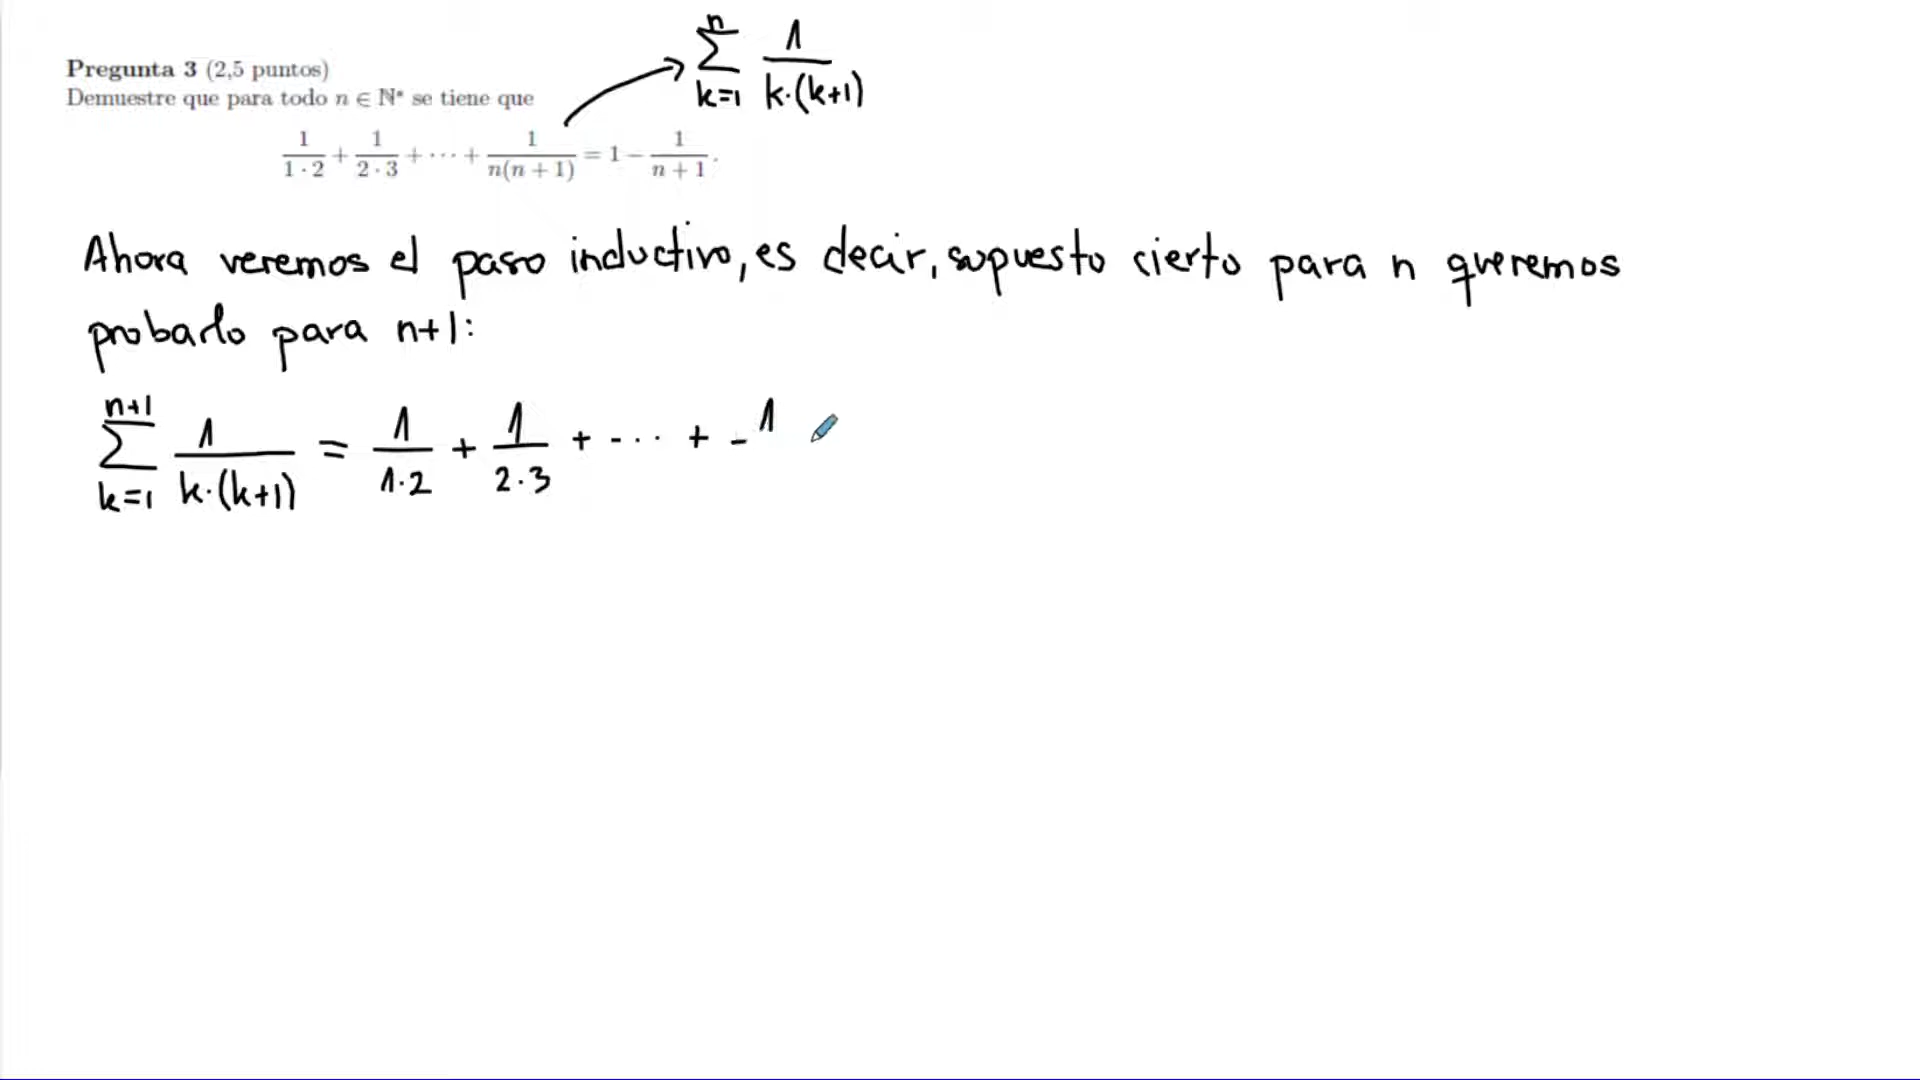 Pregunta 3 (2,5 puntos)
Demuestre que para todo n ∈ ℕ* se tiene que
1/(1·2) + 1/(2·3) + ··· + 1/(n(n+1)) = 1 − 1/(n+1).
∑_{k=1}^{n} 1/(k·(k+1))
Ahora veremos el paso inductivo, es decir, supuesto cierto para n queremos
probarlo para n+1:
∑_{k=1}^{n+1} 1/(k·(k+1)) = 1/(1·2) + 1/(2·3) + ··· + 1